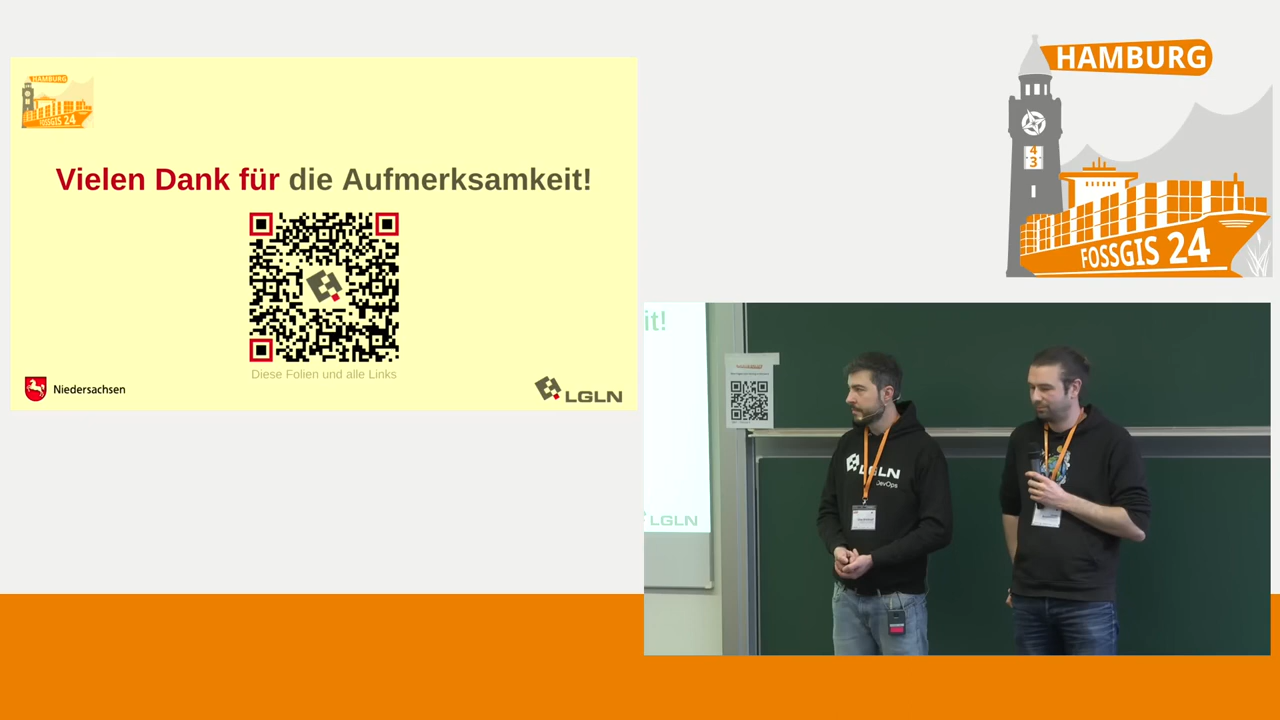 HAMBURG
FOSSGIS 24
Vielen Dank für die Aufmerksamkeit!
Diese Folien und alle Links
Niedersachsen
LGLN
HAMBURG
4
3
FOSSGIS 24
it!
LGLN
LGLN